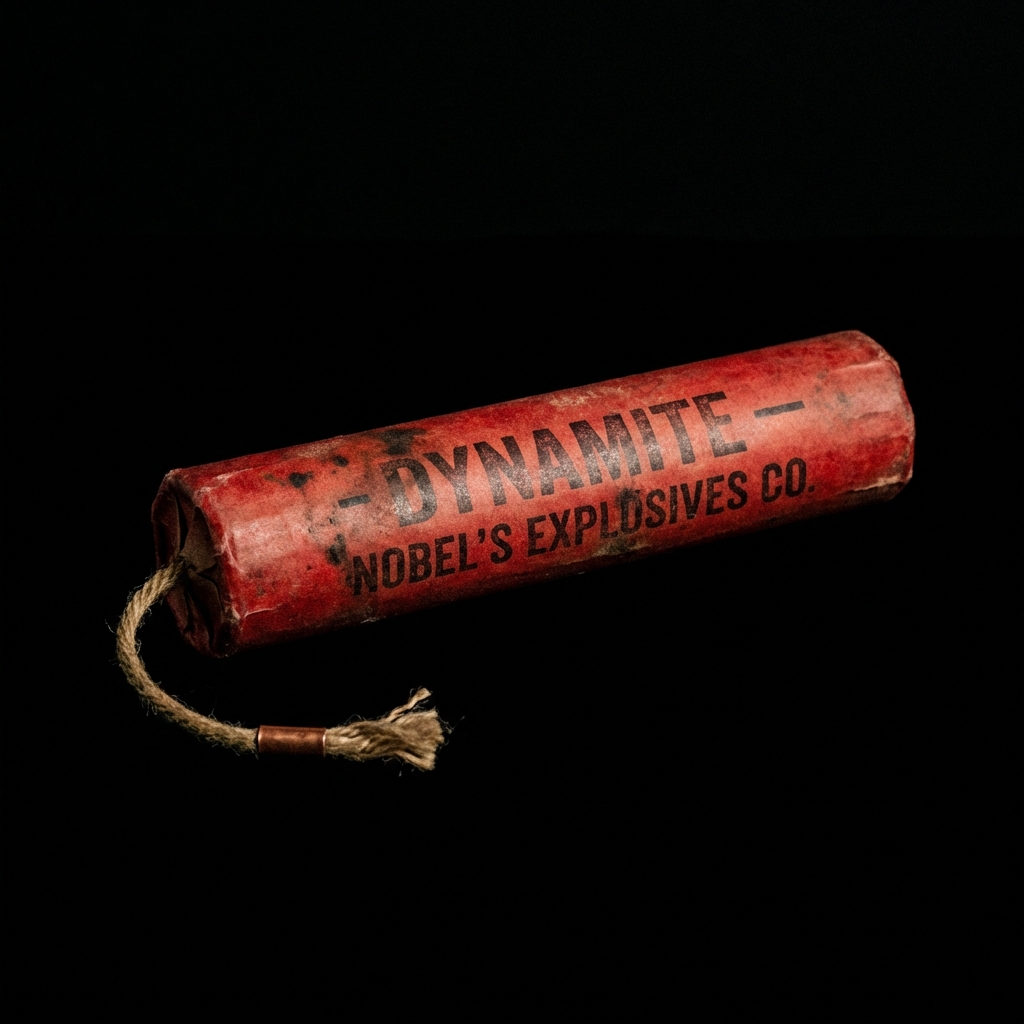 - DYNAMITE —
NOBEL'S EXPLOSIVES CO.